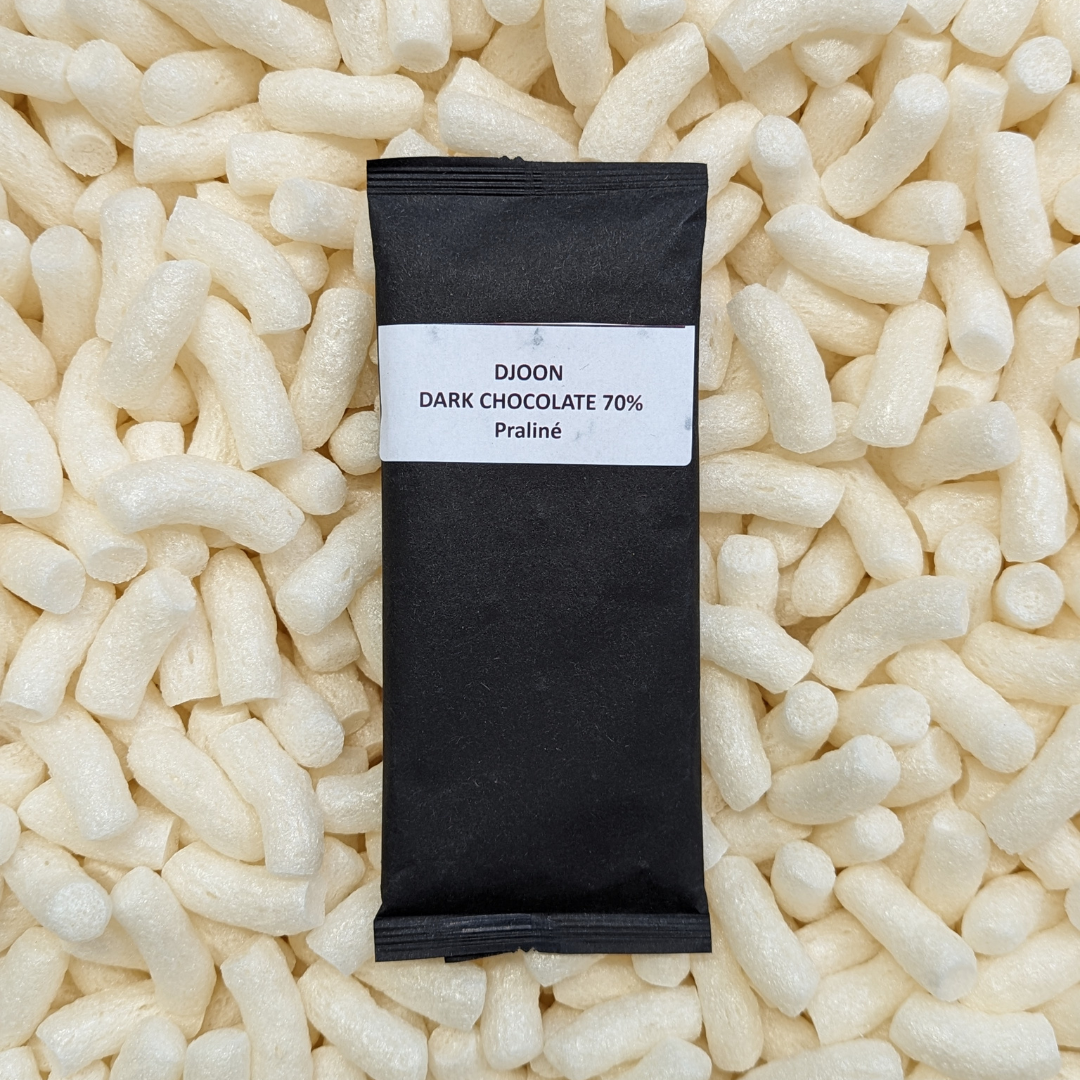 DJOON
DARK CHOCOLATE 70%
Praliné